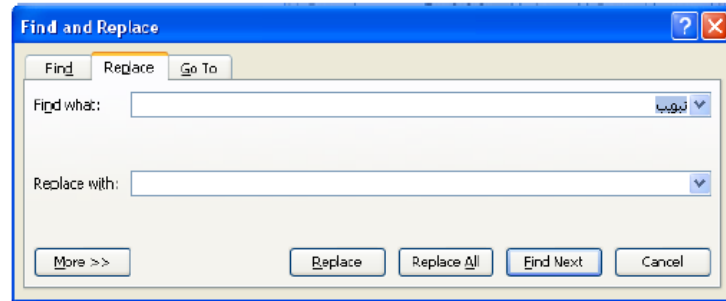 Find and Replace
Find Replace Go To
Find what: تبويب
Replace with:
More >> Replace Replace All Find Next Cancel